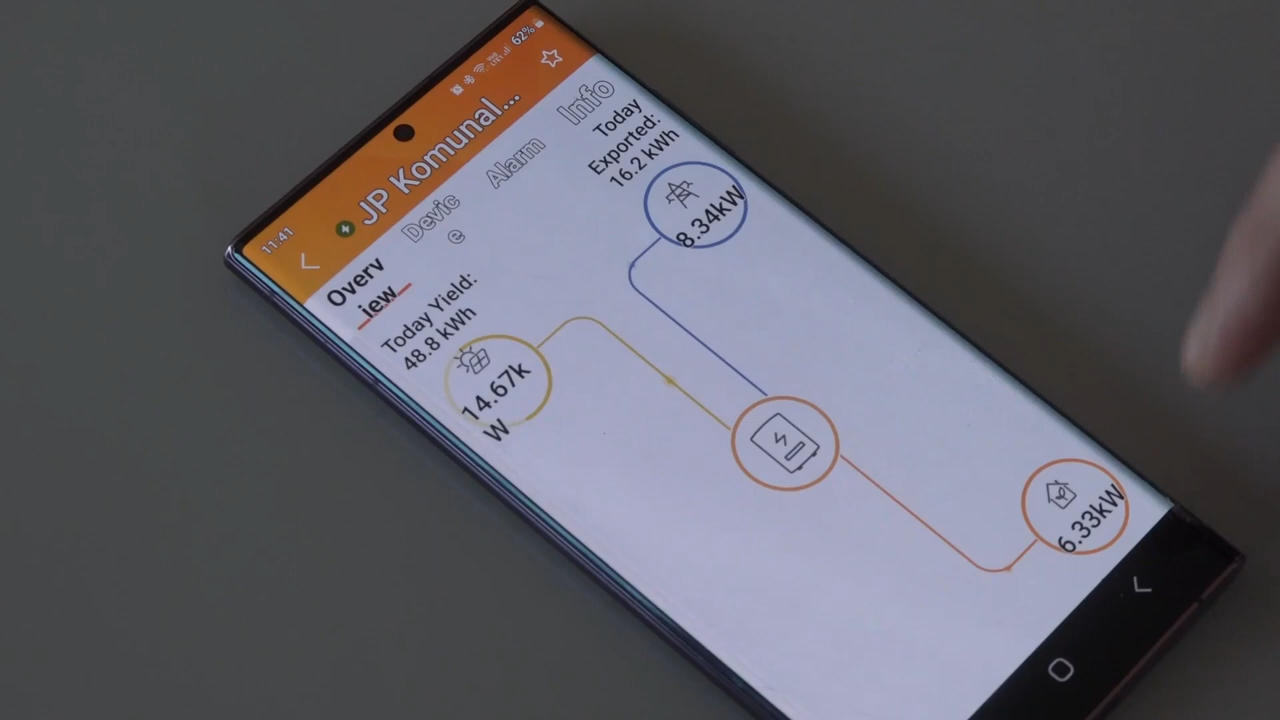 11:41
62%
JP Komunal...
Overv
iew
Devic
e
Alarm
Info
Today Yield:
48.8 kWh
14.67k
W
Today
Exported:
16.2 kWh
8.34kW
6.33kW